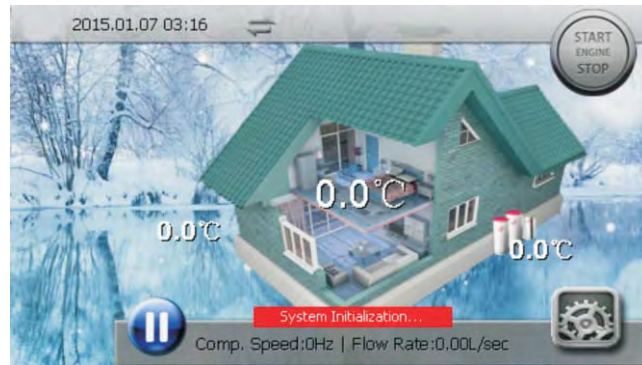 2015.01.07 03:16
START
ENGINE
STOP
0.0°C
0.0°C
0.0°C
System Initialization...
Comp. Speed:0Hz | Flow Rate:0.00L/sec